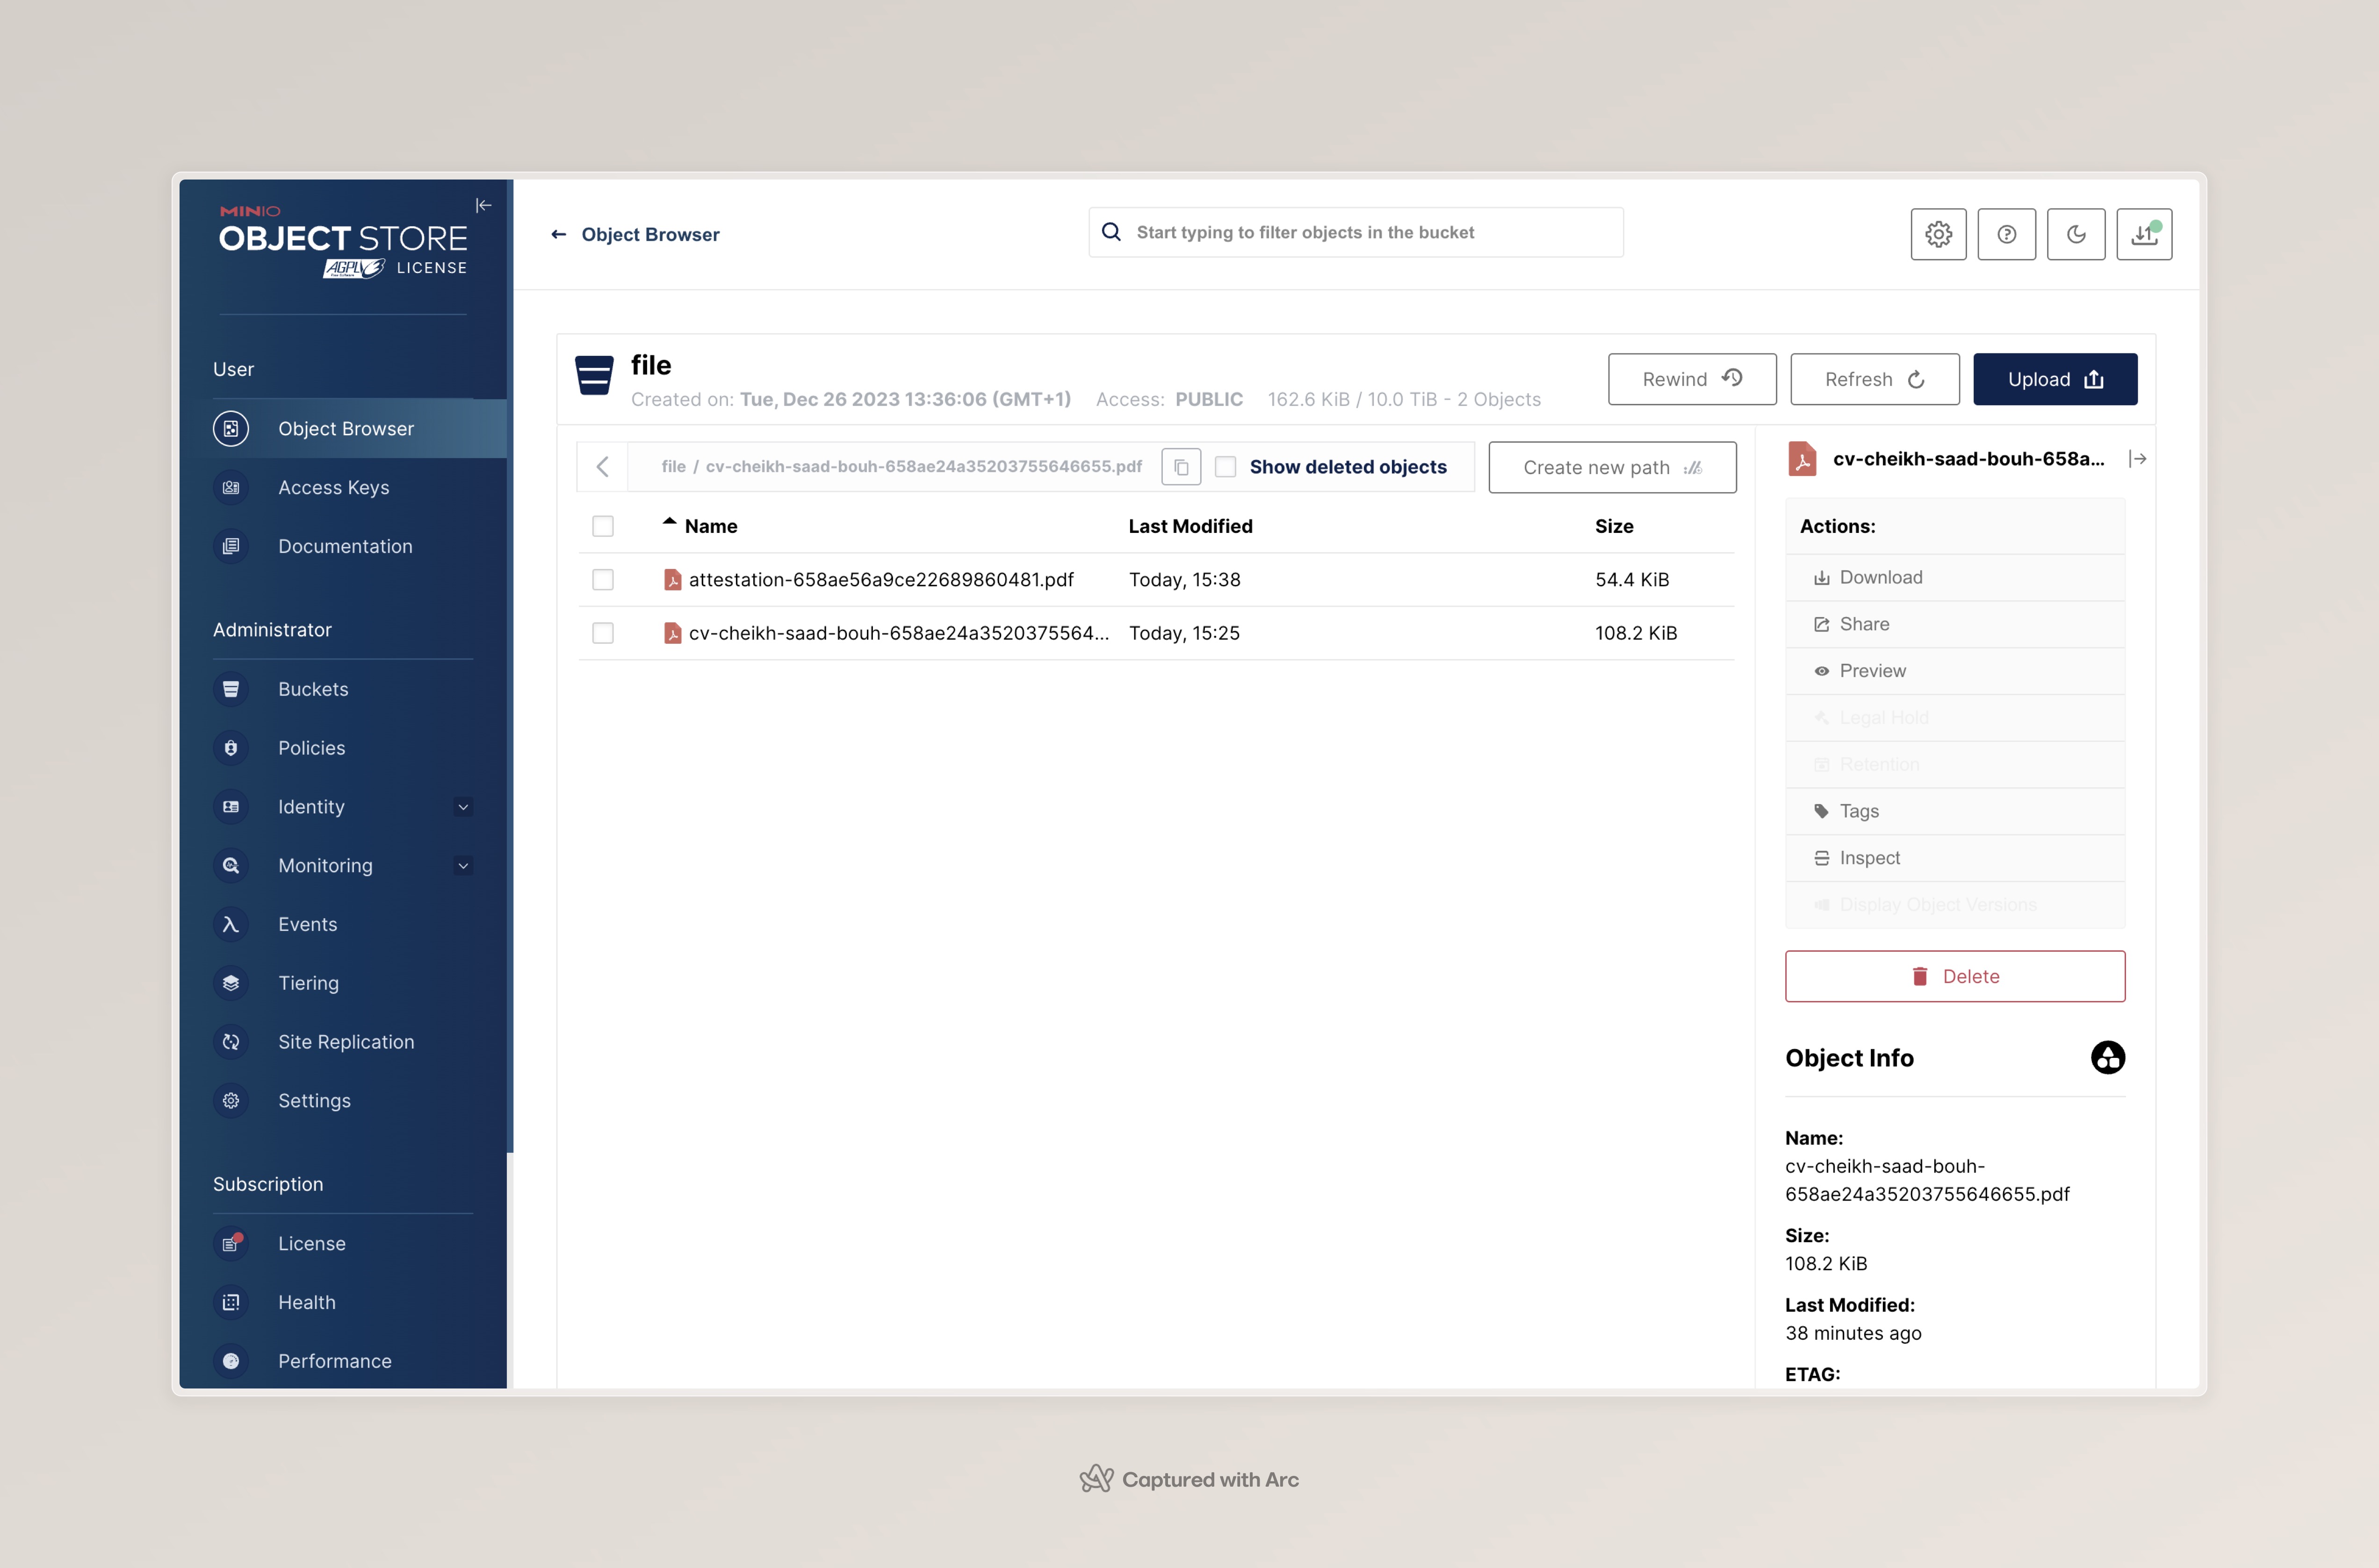 MINIO
OBJECT STORE
AGPL v3 LICENSE
User
Object Browser
Access Keys
Documentation
Administrator
Buckets
Policies
Identity
Monitoring
Events
Tiering
Site Replication
Settings
Subscription
License
Health
Performance
Object Browser
Start typing to filter objects in the bucket
file
Created on: Tue, Dec 26 2023 13:36:06 (GMT+1) Access: PUBLIC 162.6 KiB / 10.0 TiB - 2 Objects
Rewind
Refresh
Upload
file / cv-cheikh-saad-bouh-658ae24a35203755646655.pdf
Show deleted objects
Create new path
Name Last Modified Size
attestation-658ae56a9ce22689860481.pdf Today, 15:38 54.4 KiB
cv-cheikh-saad-bouh-658ae24a3520375564... Today, 15:25 108.2 KiB
cv-cheikh-saad-bouh-658a...
Actions:
Download
Share
Preview
Legal Hold
Retention
Tags
Inspect
Display Object Versions
Delete
Object Info
Name:
cv-cheikh-saad-bouh-
658ae24a35203755646655.pdf
Size:
108.2 KiB
Last Modified:
38 minutes ago
ETAG:
Captured with Arc